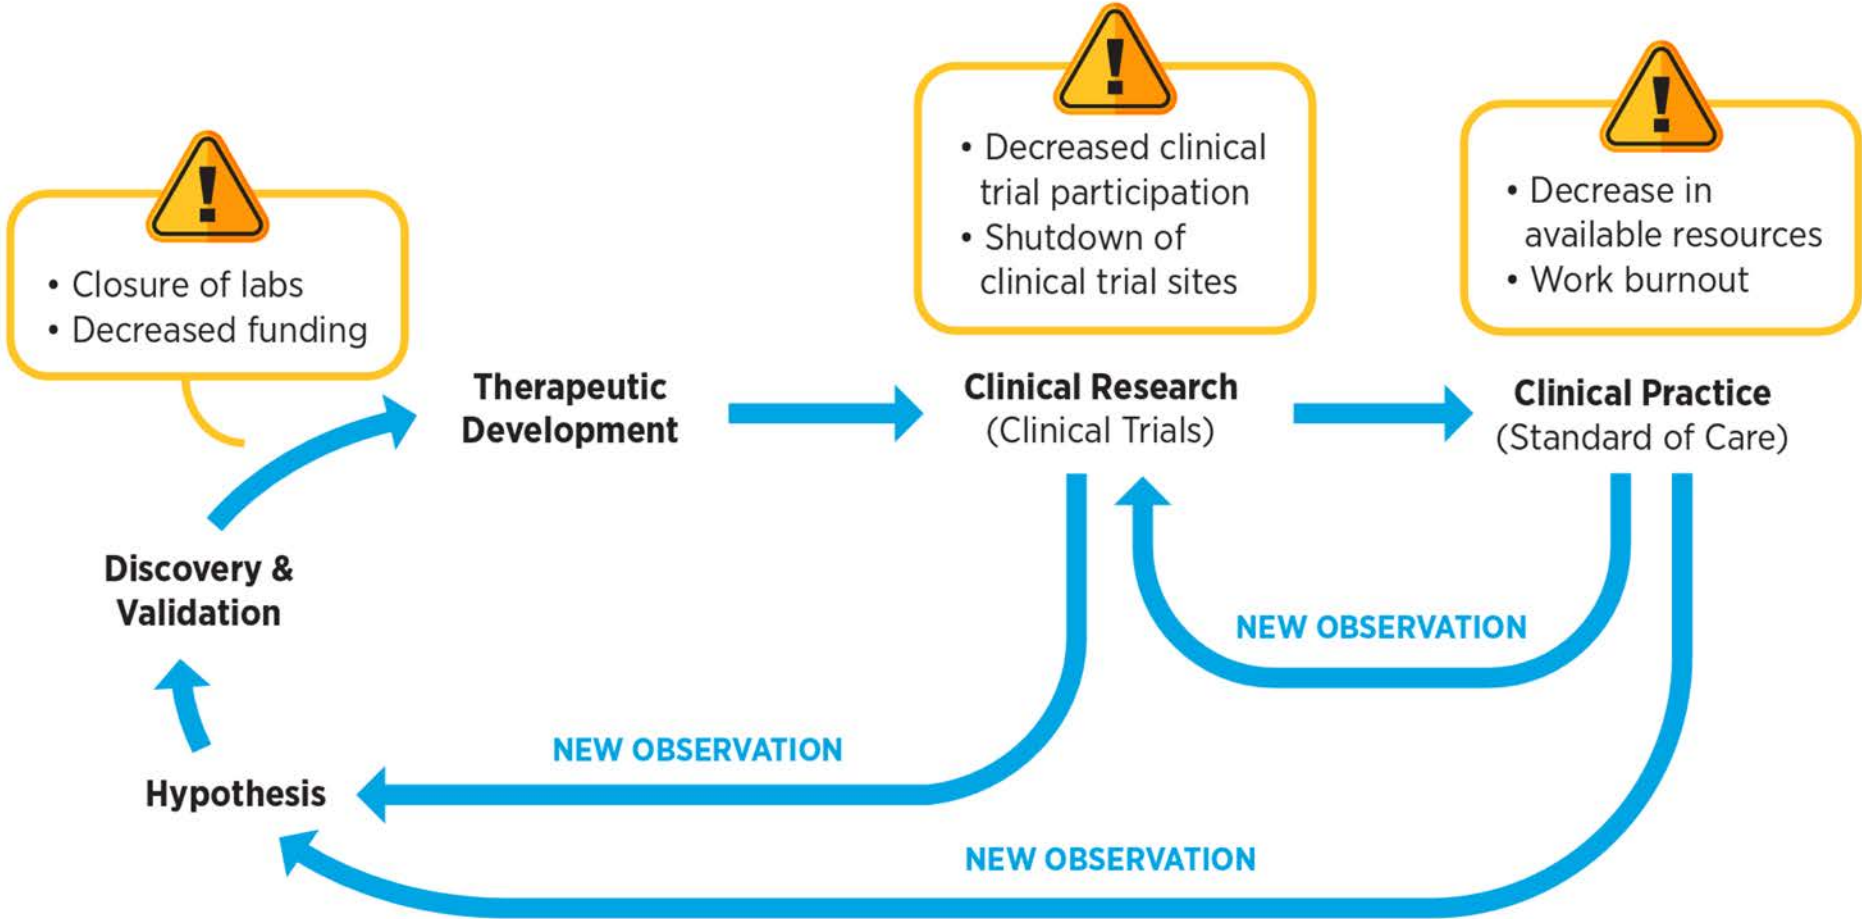 • Closure of labs
• Decreased funding
• Decreased clinical
trial participation
• Shutdown of
clinical trial sites
• Decrease in
available resources
• Work burnout
Therapeutic
Development
Clinical Research
(Clinical Trials)
Clinical Practice
(Standard of Care)
Discovery &
Validation
NEW OBSERVATION
NEW OBSERVATION
Hypothesis
NEW OBSERVATION